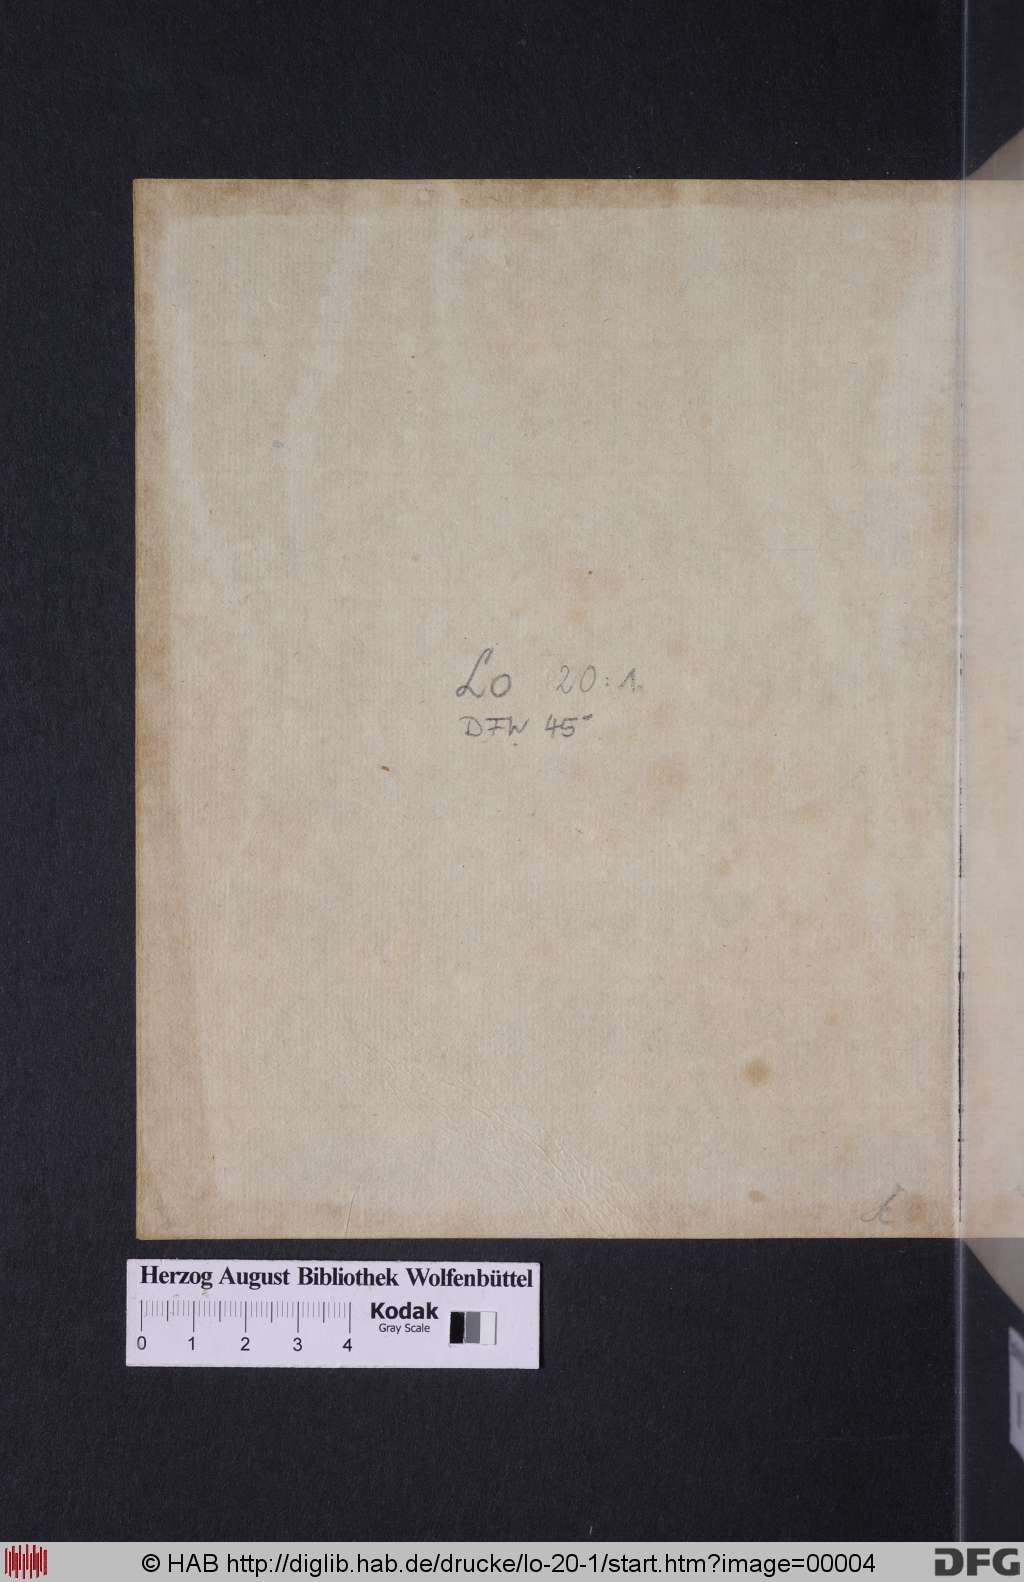 Lo 20:1.
DFW 45
Herzog August Bibliothek Wolfenbüttel
0 1 2 3 4
Kodak
Gray Scale
© HAB http://diglib.hab.de/drucke/lo-20-1/start.htm?image=00004
DFG